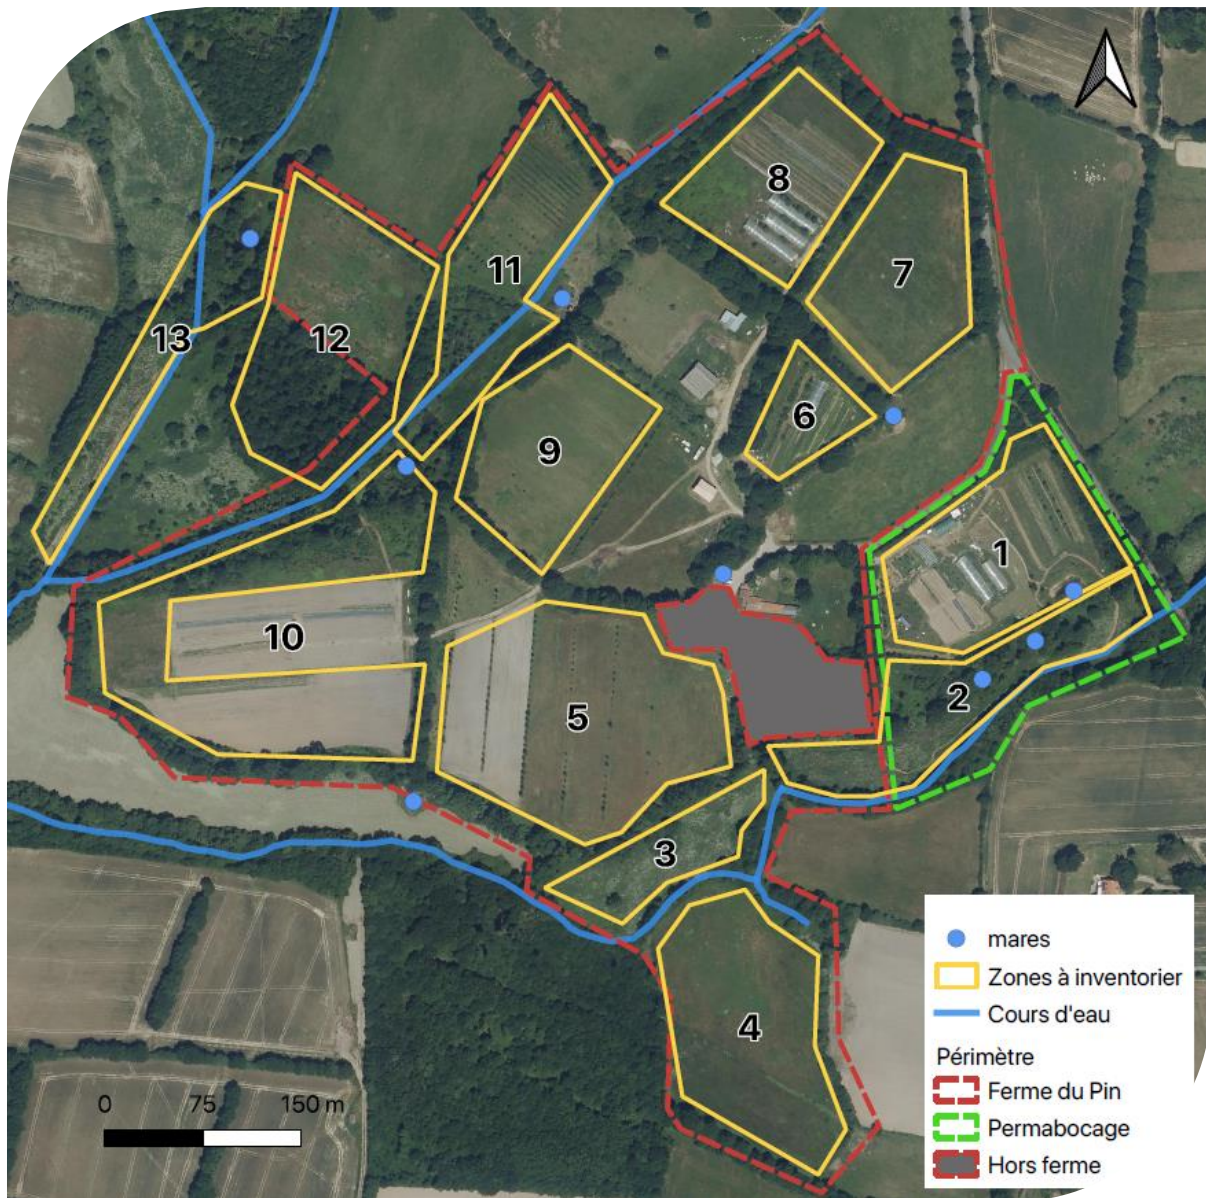 8
7
11
12
13
6
9
1
10
2
5
3
4
mares
Zones à inventorier
Cours d'eau
Périmètre
Ferme du Pin
Permabocage
Hors ferme
0 75 150 m